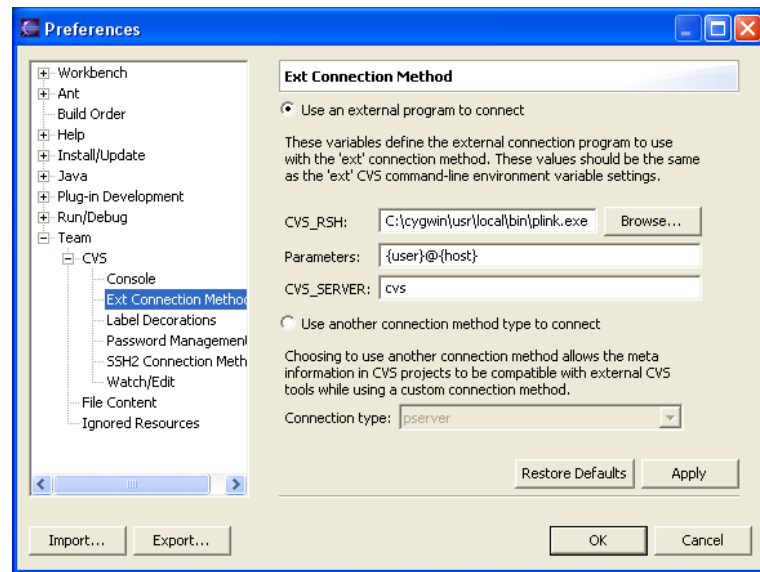 Preferences
Workbench
Ant
Build Order
Help
Install/Update
Java
Plug-in Development
Run/Debug
Team
CVS
Console
Ext Connection Method
Label Decorations
Password Management
SSH2 Connection Meth
Watch/Edit
File Content
Ignored Resources
Ext Connection Method
Use an external program to connect
These variables define the external connection program to use
with the 'ext' connection method. These values should be the same
as the 'ext' CVS command-line environment variable settings.
CVS_RSH: C:\cygwin\usr\local\bin\plink.exe Browse...
Parameters: {user}@{host}
CVS_SERVER: cvs
Use another connection method type to connect
Choosing to use another connection method allows the meta
information in CVS projects to be compatible with external CVS
tools while using a custom connection method.
Connection type: pserver
Restore Defaults Apply
Import... Export... OK Cancel